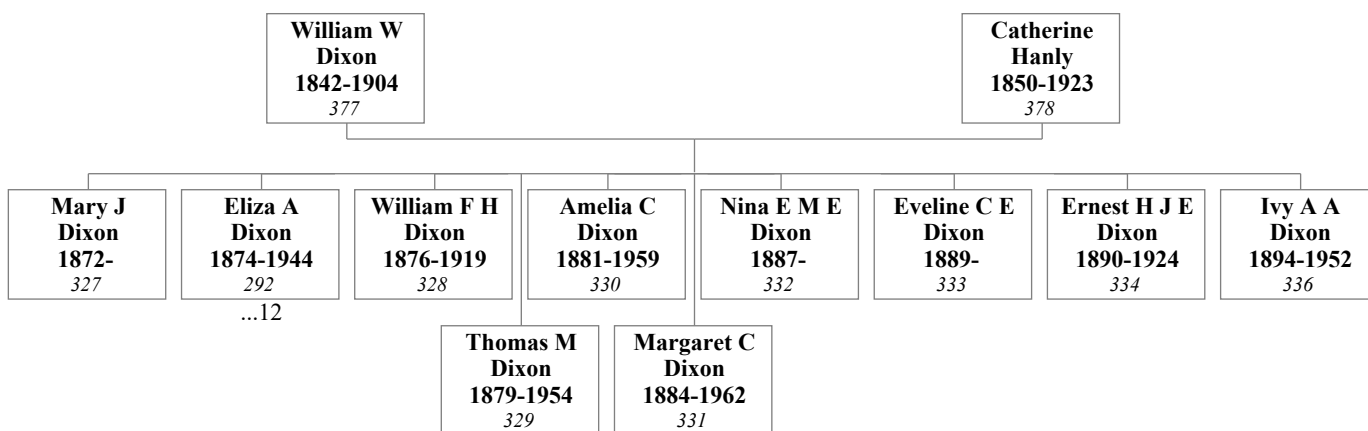 William W
Dixon
1842-1904
377
Catherine
Hanly
1850-1923
378
Mary J
Dixon
1872-
327
Eliza A
Dixon
1874-1944
292
...12
William F H
Dixon
1876-1919
328
Amelia C
Dixon
1881-1959
330
Nina E M E
Dixon
1887-
332
Eveline C E
Dixon
1889-
333
Ernest H J E
Dixon
1890-1924
334
Ivy A A
Dixon
1894-1952
336
Thomas M
Dixon
1879-1954
329
Margaret C
Dixon
1884-1962
331